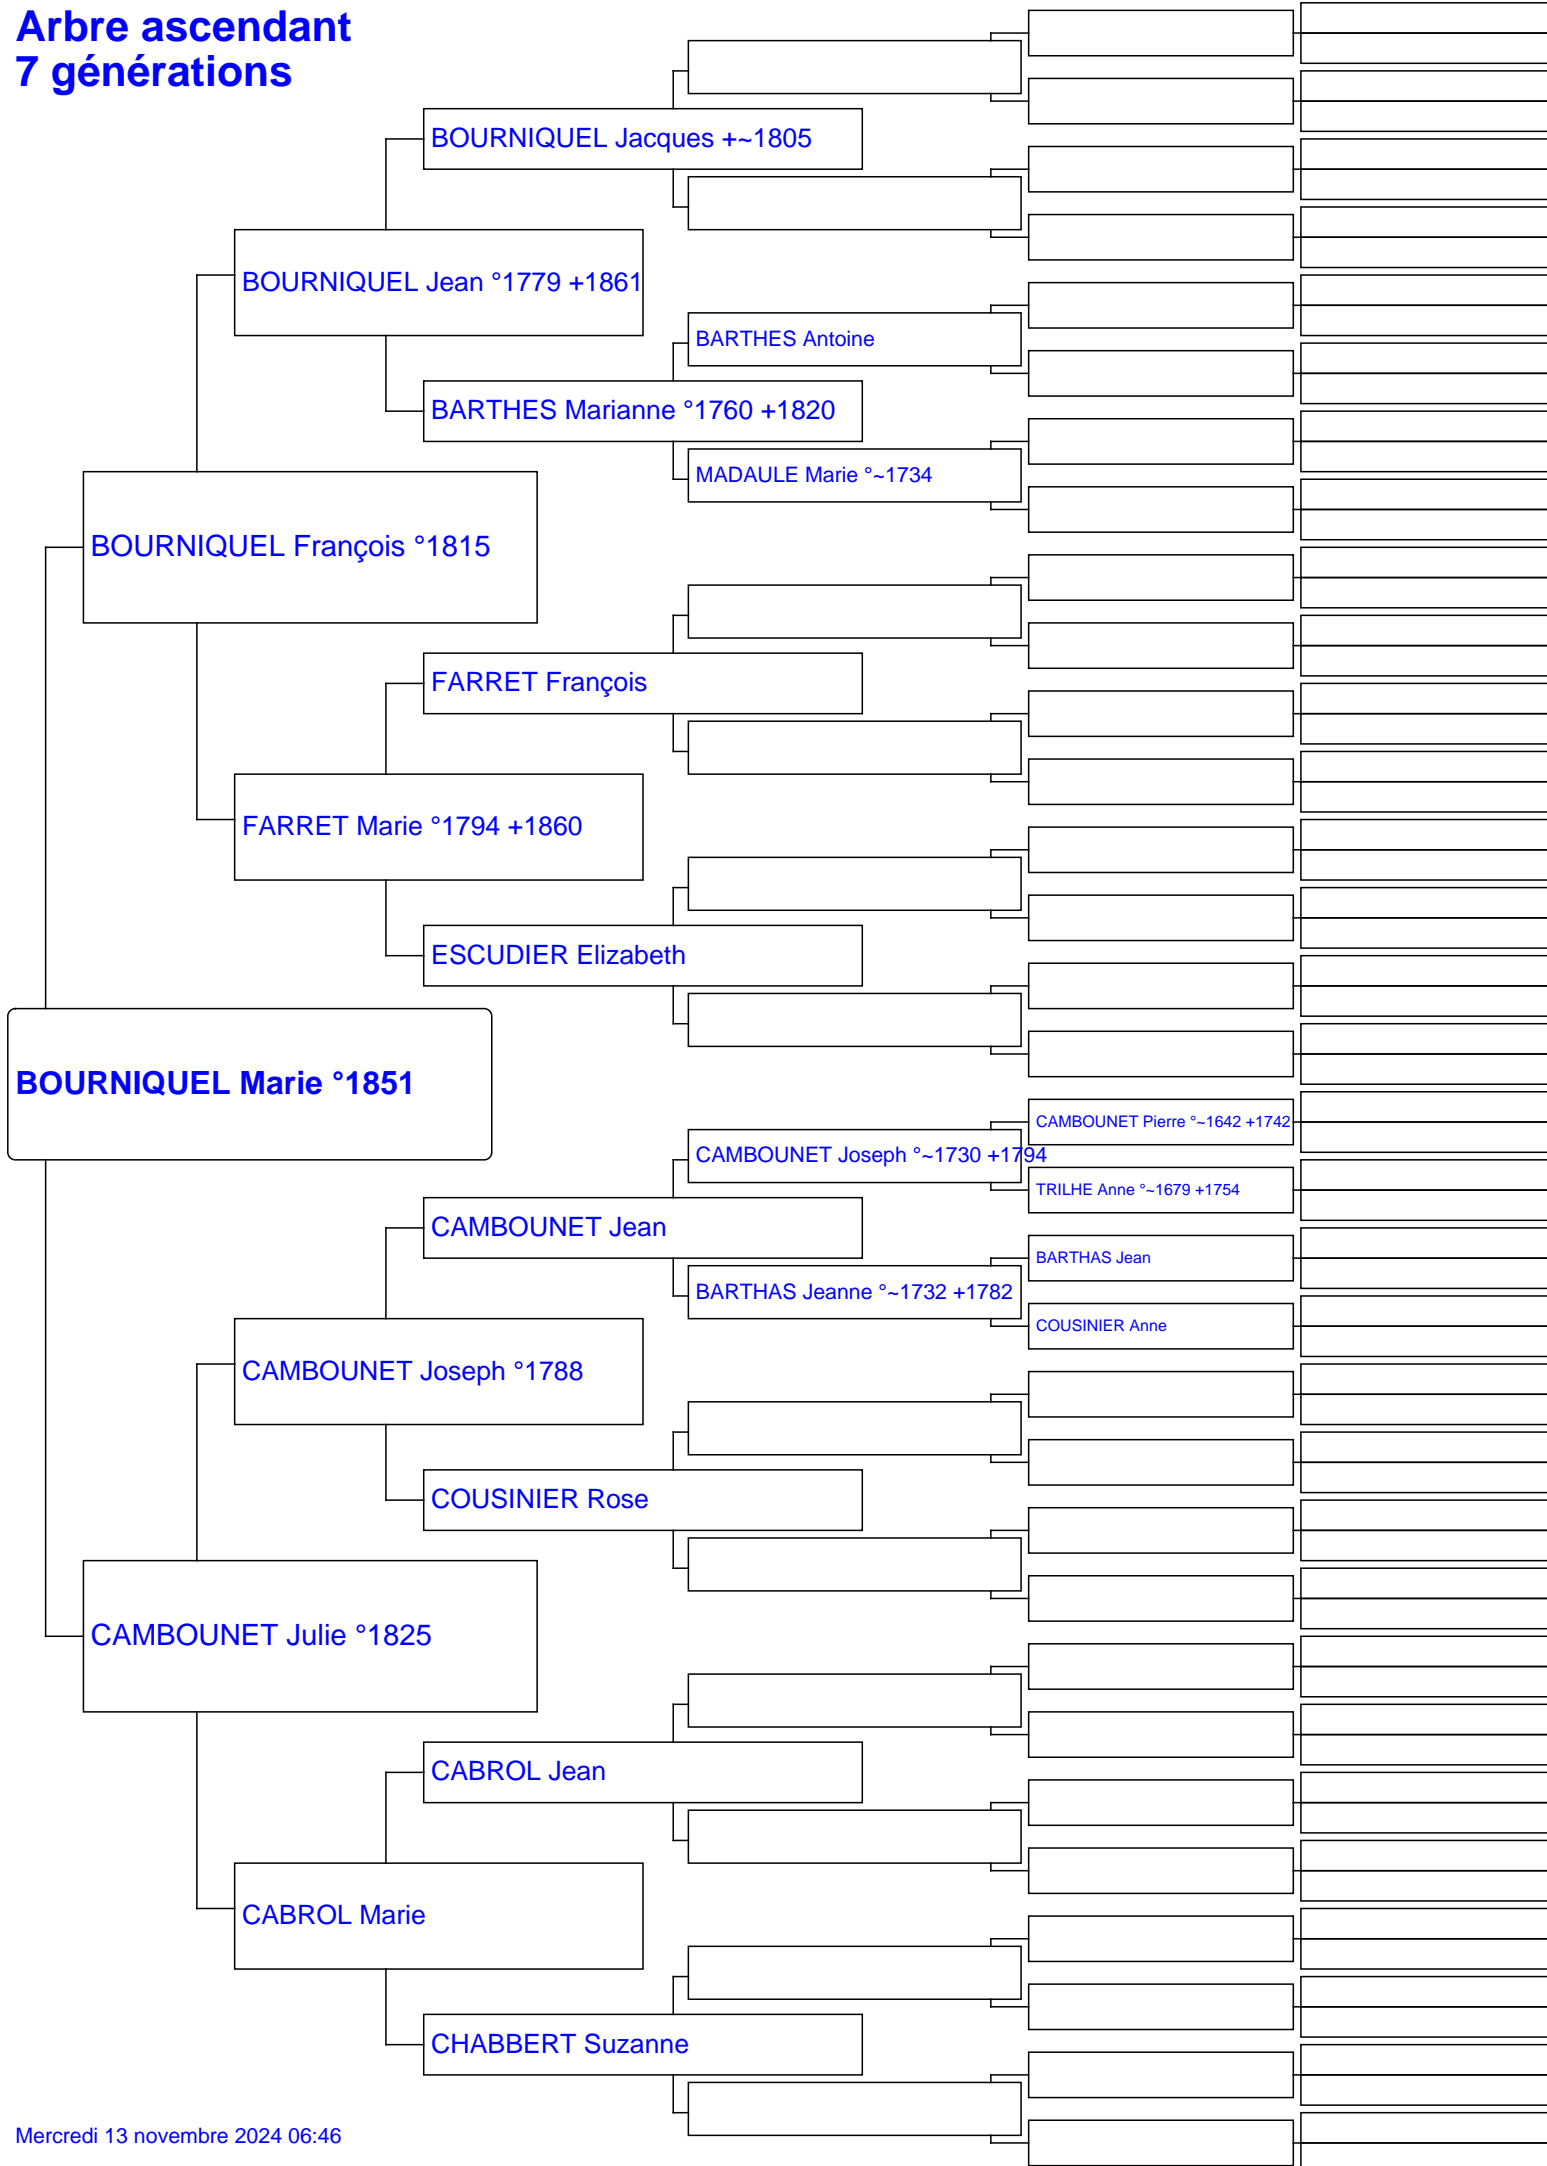 Arbre ascendant
7 générations
BOURNIQUEL Jacques +~1805
BOURNIQUEL Jean °1779 +1861
BARTHES Antoine
BARTHES Marianne °1760 +1820
MADAULE Marie °~1734
BOURNIQUEL François °1815
FARRET François
FARRET Marie °1794 +1860
ESCUDIER Elizabeth
BOURNIQUEL Marie °1851
CAMBOUNET Pierre °~1642 +1742
CAMBOUNET Joseph °~1730 +1794
TRILHE Anne °~1679 +1754
CAMBOUNET Jean
BARTHAS Jean
BARTHAS Jeanne °~1732 +1782
COUSINIER Anne
CAMBOUNET Joseph °1788
COUSINIER Rose
CAMBOUNET Julie °1825
CABROL Jean
CABROL Marie
CHABBERT Suzanne
Mercredi 13 novembre 2024 06:46